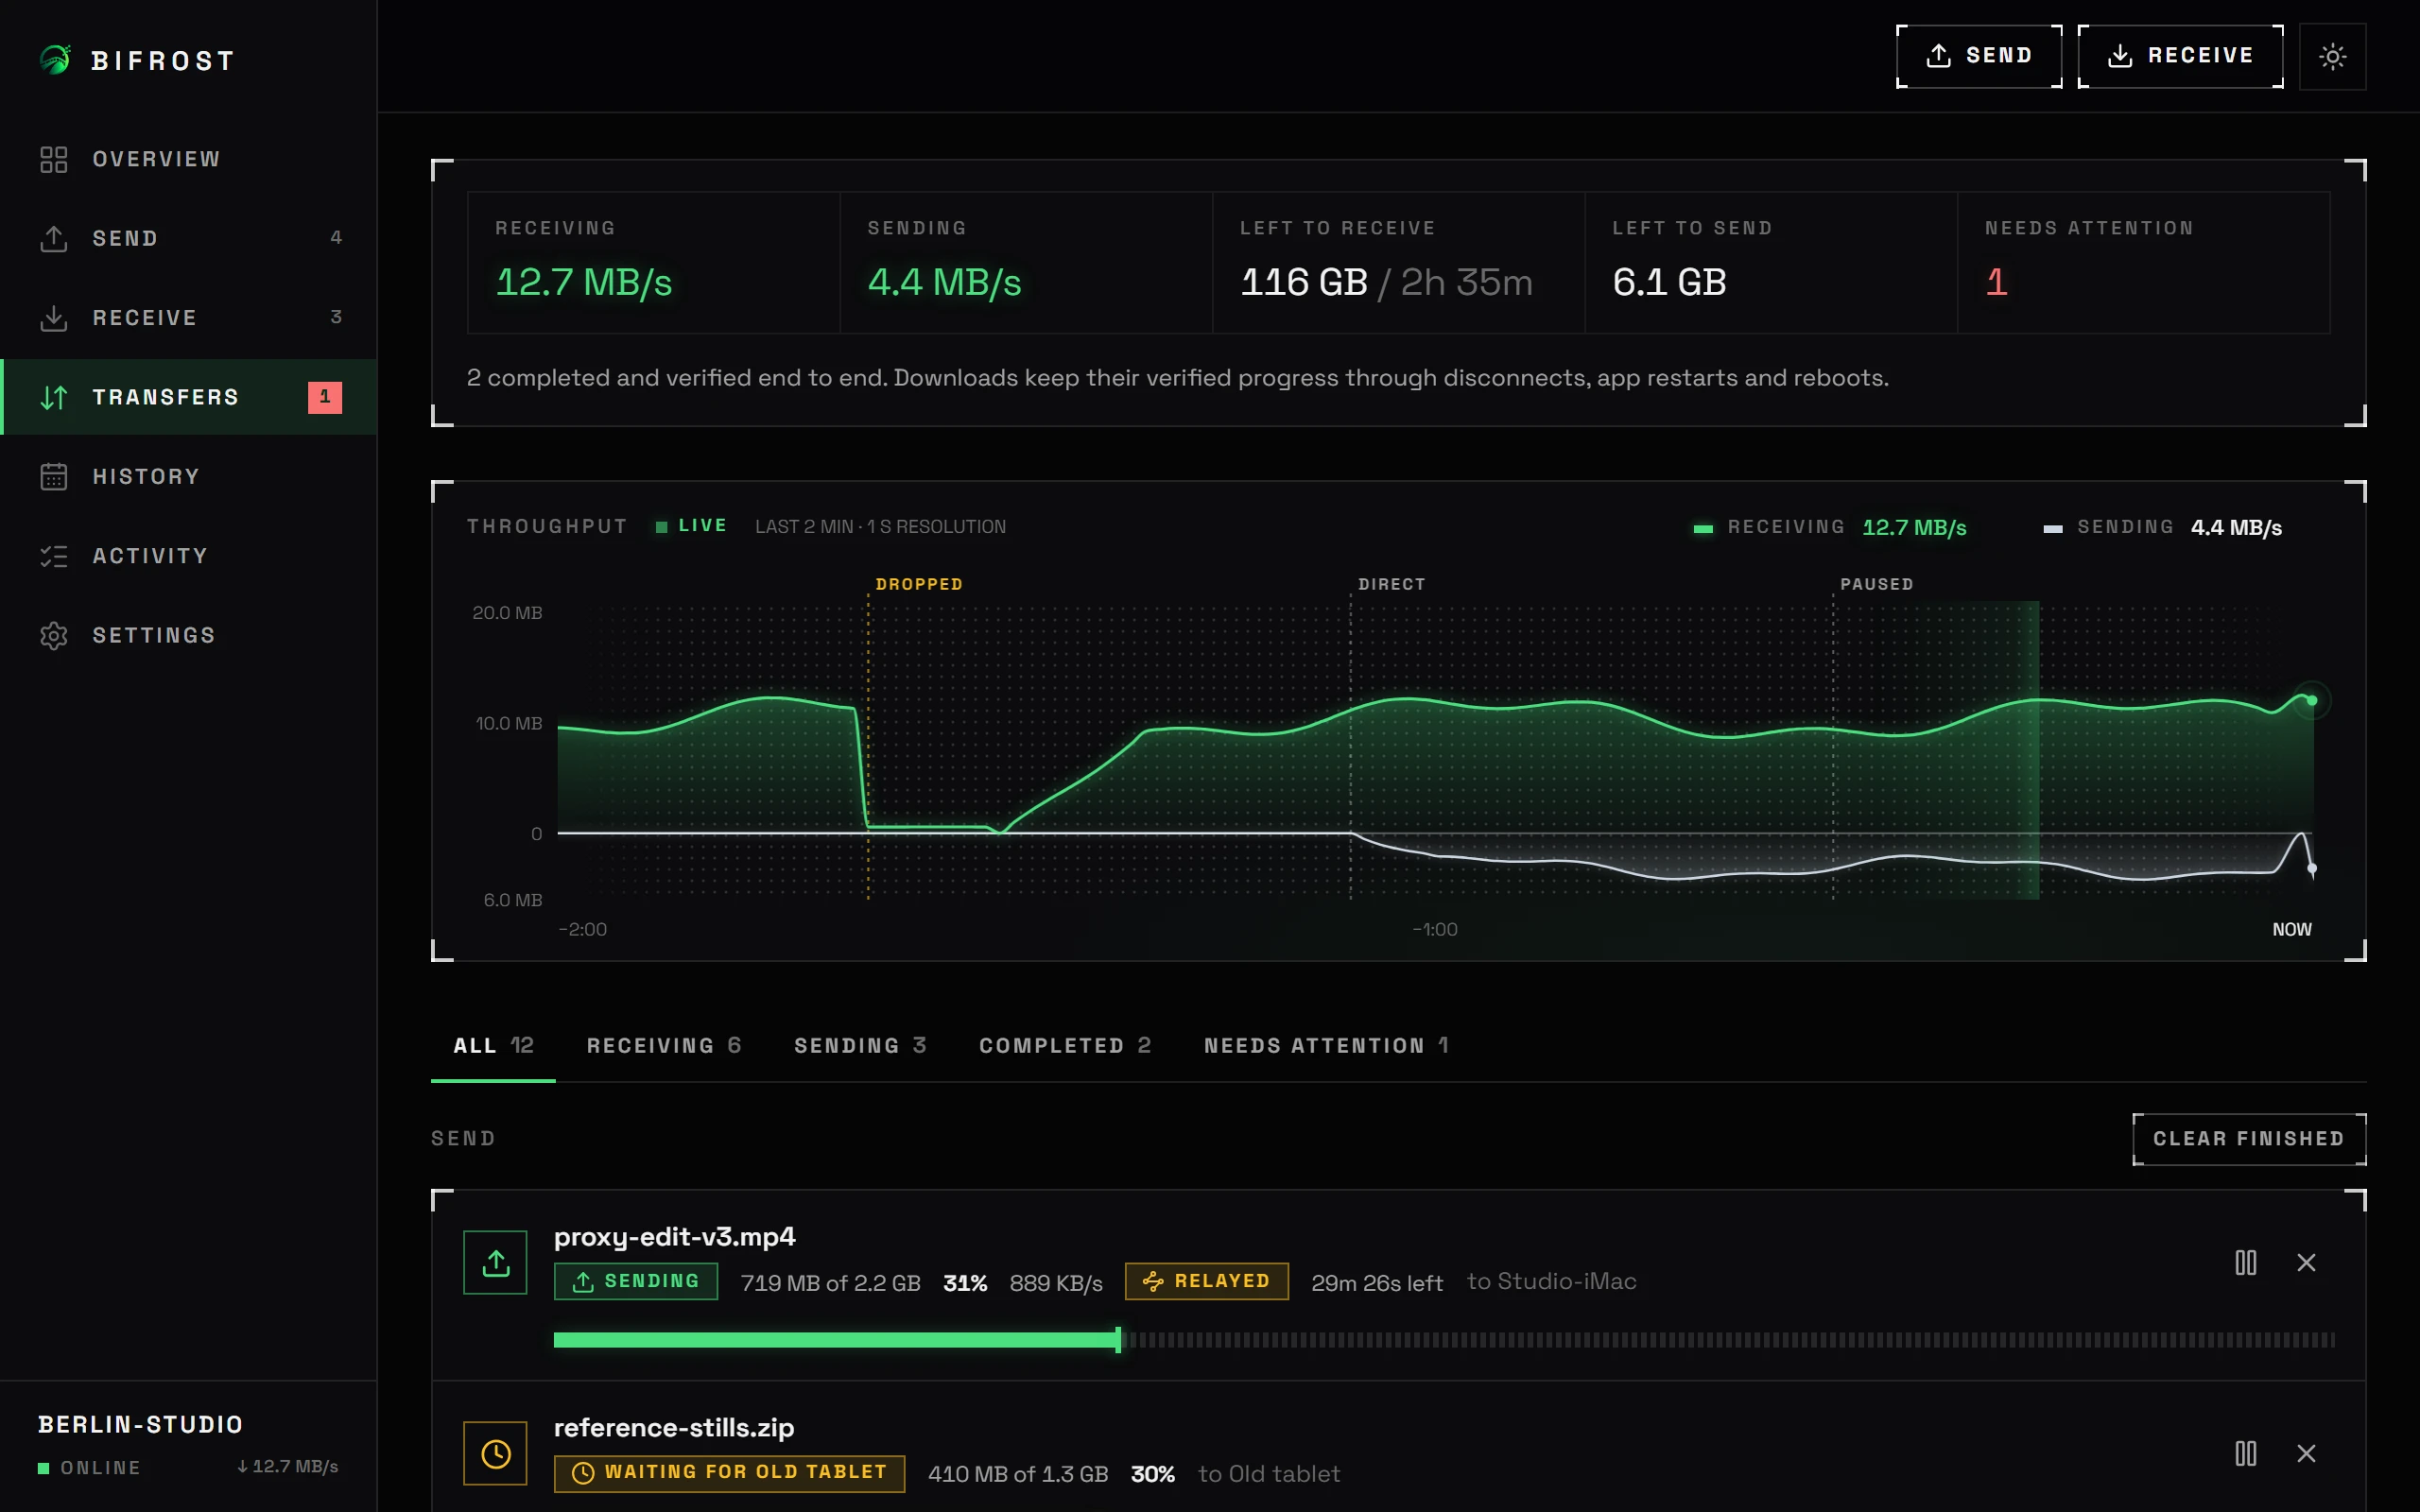 BIFROST
SEND
RECEIVE
OVERVIEW
SEND 4
RECEIVE 3
TRANSFERS 1
HISTORY
ACTIVITY
SETTINGS
BERLIN-STUDIO
ONLINE ↓ 12.7 MB/s
RECEIVING
12.7 MB/s
SENDING
4.4 MB/s
LEFT TO RECEIVE
116 GB / 2h 35m
LEFT TO SEND
6.1 GB
NEEDS ATTENTION
1
2 completed and verified end to end. Downloads keep their verified progress through disconnects, app restarts and reboots.
THROUGHPUT LIVE LAST 2 MIN · 1 S RESOLUTION RECEIVING 12.7 MB/s SENDING 4.4 MB/s
DROPPED DIRECT PAUSED
20.0 MB
10.0 MB
0
6.0 MB
−2:00 −1:00 NOW
ALL 12 RECEIVING 6 SENDING 3 COMPLETED 2 NEEDS ATTENTION 1
SEND CLEAR FINISHED
proxy-edit-v3.mp4
SENDING 719 MB of 2.2 GB 31% 889 KB/s RELAYED 29m 26s left to Studio-iMac
reference-stills.zip
WAITING FOR OLD TABLET 410 MB of 1.3 GB 30% to Old tablet